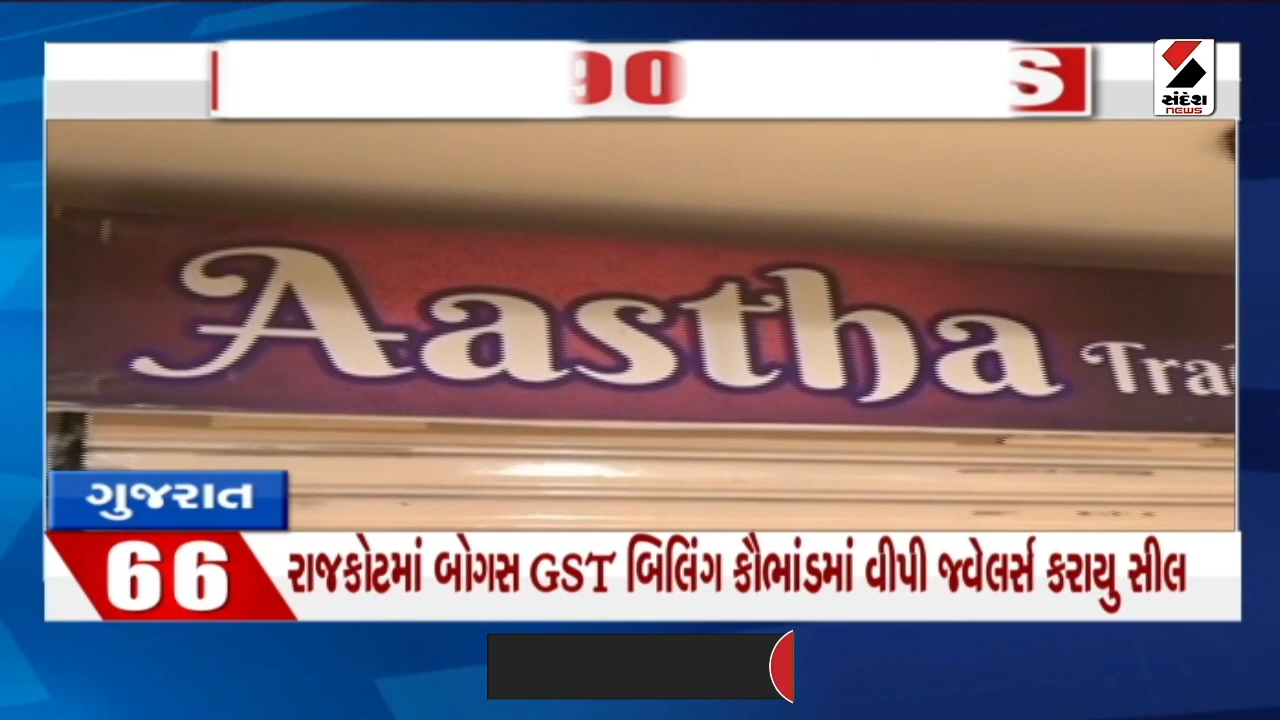 90 S
સંદેશ
NEWS
Aastha
ગુજરાત
66 રાજકોટમાં બોગસ GST બિલિંગ કૌભાંડમાં વીપી જ્વેલર્સ કરાયુ સીલ